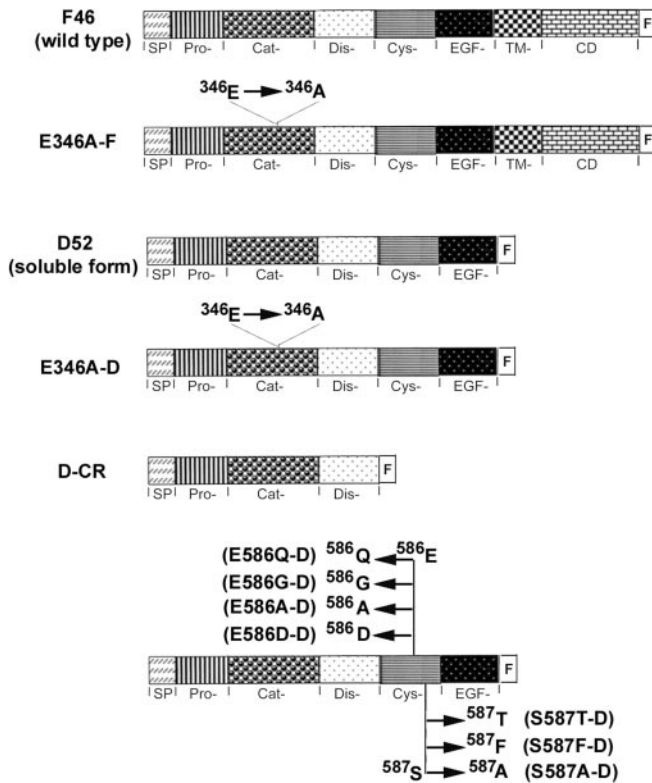 F46
(wild type)
F
SP Pro- Cat- Dis- Cys- EGF- TM- CD
346E → 346A
E346A-F
F
SP Pro- Cat- Dis- Cys- EGF- TM- CD
D52
(soluble form)
F
SP Pro- Cat- Dis- Cys- EGF-
346E → 346A
E346A-D
F
SP Pro- Cat- Dis- Cys- EGF-
D-CR
F
SP Pro- Cat- Dis-
(E586Q-D) 586Q 586E
(E586G-D) 586G
(E586A-D) 586A
(E586D-D) 586D
F
SP Pro- Cat- Dis- Cys- EGF-
587T (S587T-D)
587F (S587F-D)
587S 587A (S587A-D)